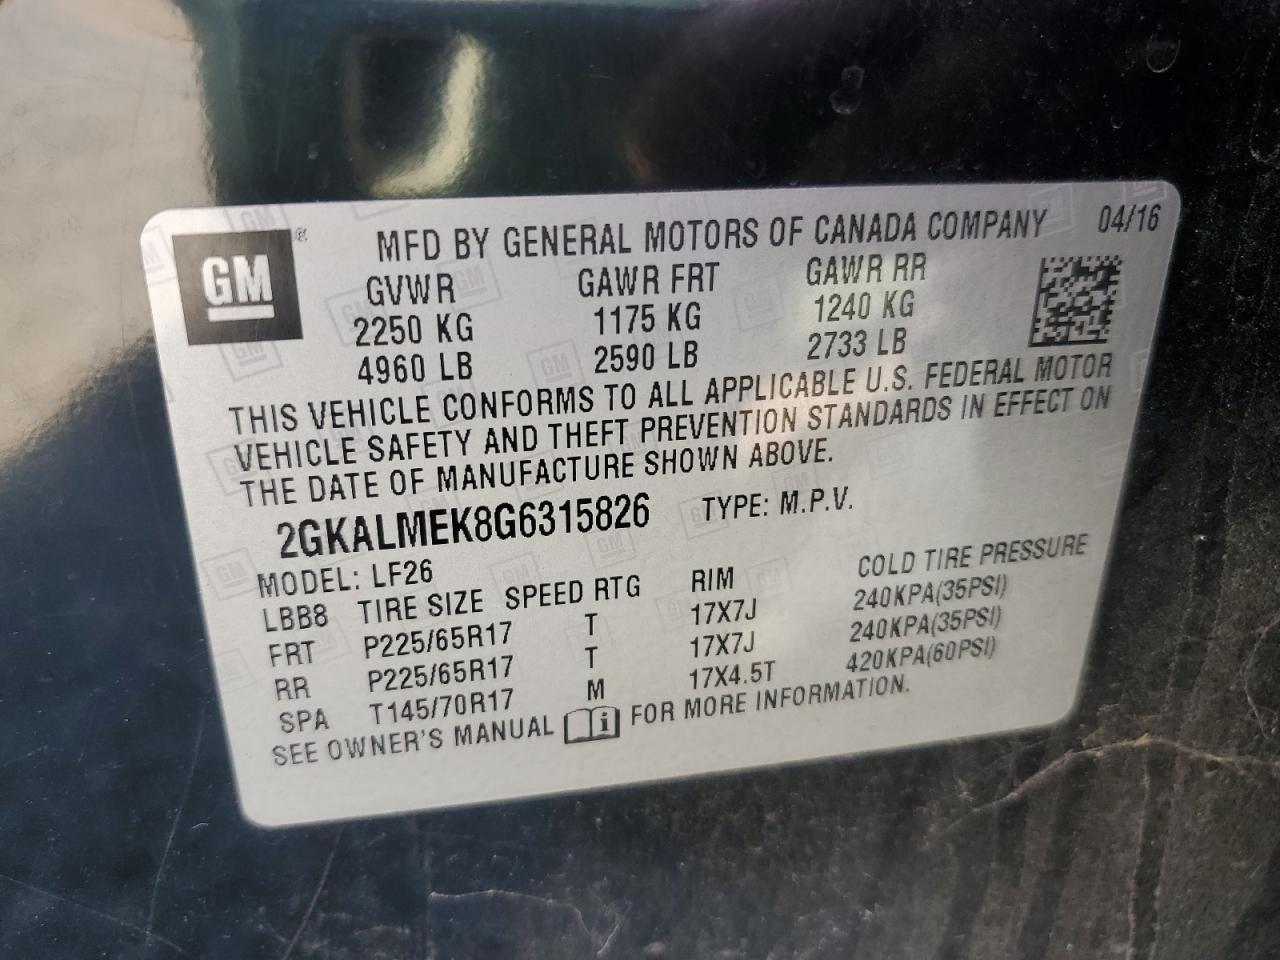 GM ® MFD BY GENERAL MOTORS OF CANADA COMPANY 04/16
GVWR GAWR FRT GAWR RR
2250 KG 1175 KG 1240 KG
4960 LB 2590 LB 2733 LB
THIS VEHICLE CONFORMS TO ALL APPLICABLE U.S. FEDERAL MOTOR
VEHICLE SAFETY AND THEFT PREVENTION STANDARDS IN EFFECT ON
THE DATE OF MANUFACTURE SHOWN ABOVE.
2GKALMEK8G6315826 TYPE: M.P.V.
MODEL: LF26
LBB8 TIRE SIZE SPEED RTG RIM COLD TIRE PRESSURE
FRT P225/65R17 T 17X7J 240KPA(35PSI)
RR P225/65R17 T 17X7J 240KPA(35PSI)
SPA T145/70R17 M 17X4.5T 420KPA(60PSI)
SEE OWNER'S MANUAL i FOR MORE INFORMATION.